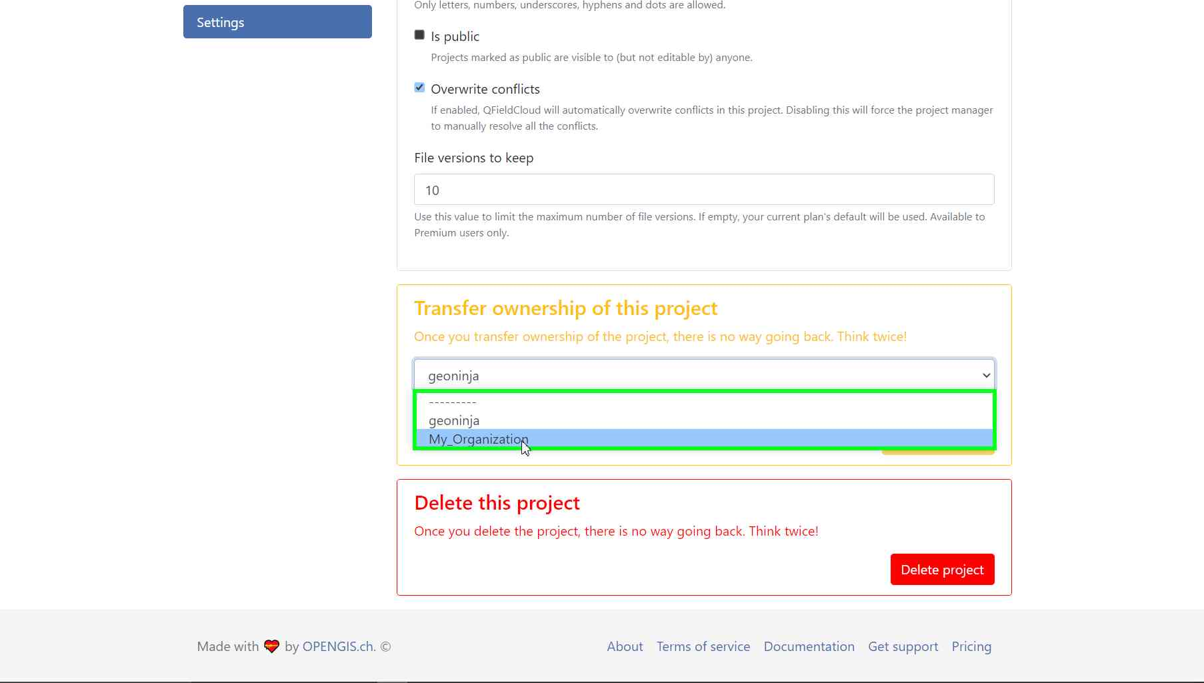 Only letters, numbers, underscores, hyphens and dots are allowed.
Settings
Is public
Projects marked as public are visible to (but not editable by) anyone.
Overwrite conflicts
If enabled, QFieldCloud will automatically overwrite conflicts in this project. Disabling this will force the project manager
to manually resolve all the conflicts.
File versions to keep
10
Use this value to limit the maximum number of file versions. If empty, your current plan's default will be used. Available to
Premium users only.
Transfer ownership of this project
Once you transfer ownership of the project, there is no way going back. Think twice!
geoninja
---------
geoninja
My_Organization
Delete this project
Once you delete the project, there is no way going back. Think twice!
Delete project
Made with ❤️ by OPENGIS.ch. ©
About Terms of service Documentation Get support Pricing